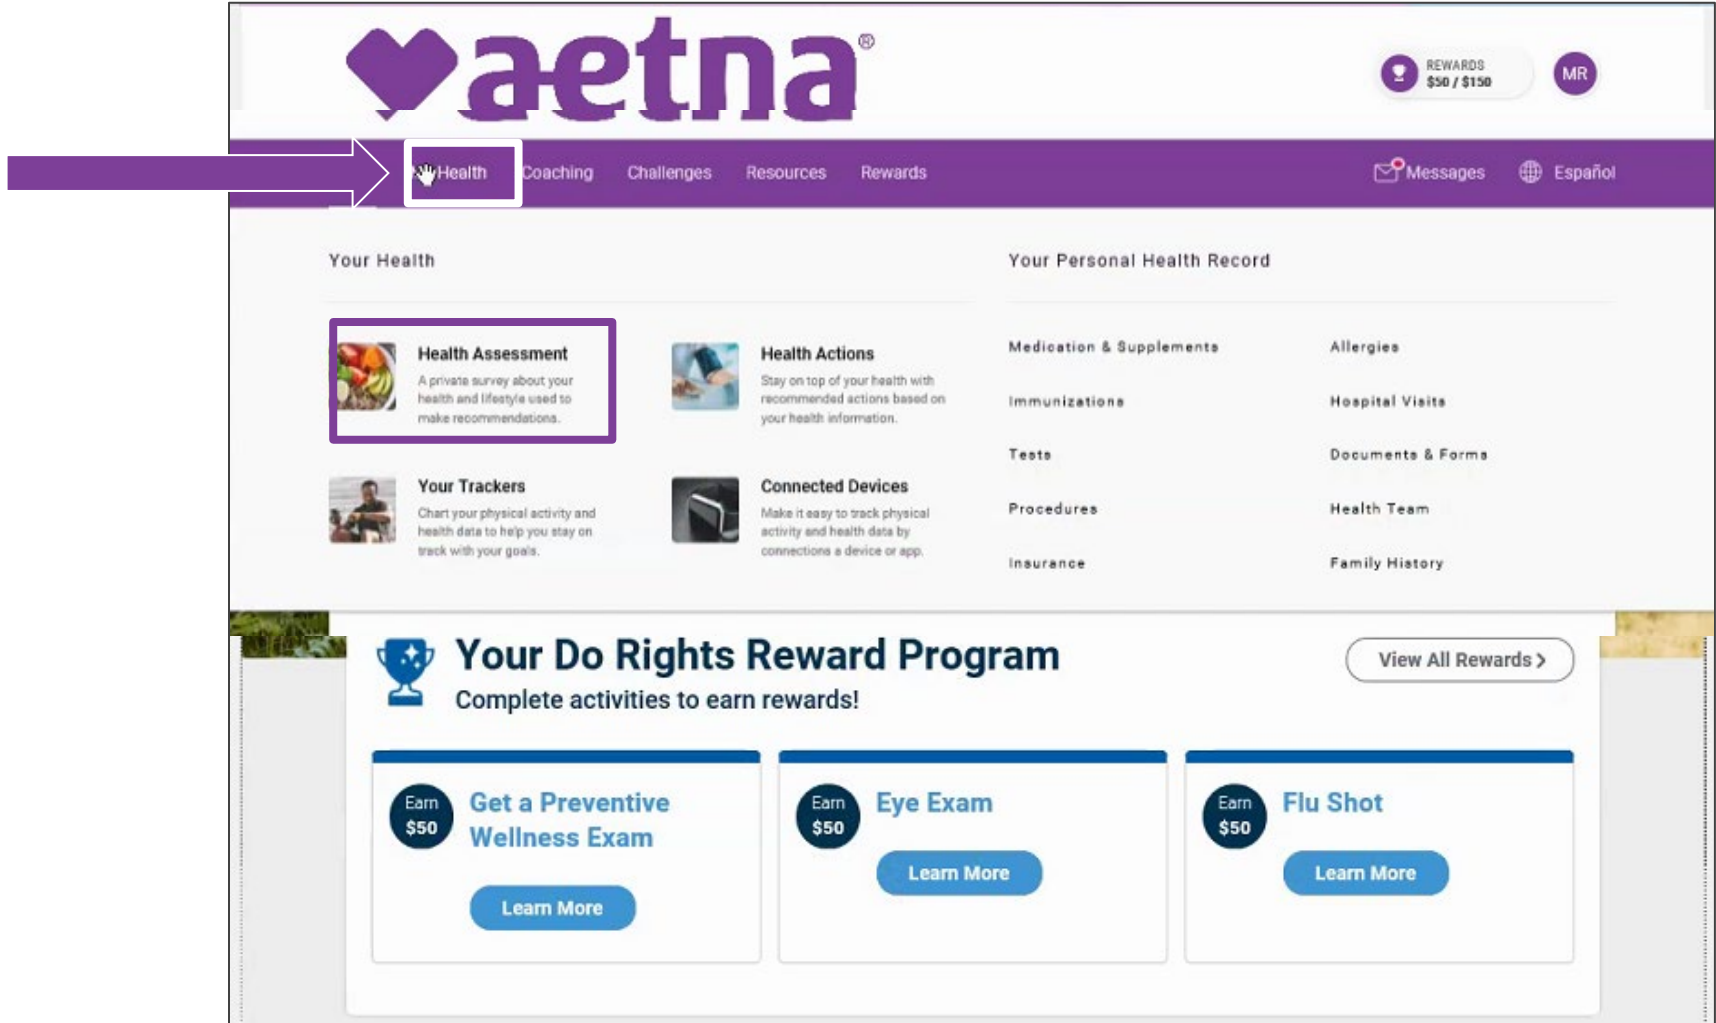 aetna®
REWARDS
$50 / $150
MR
Health
Coaching
Challenges
Resources
Rewards
Messages
Español
Your Health
Health Assessment
A private survey about your
health and lifestyle used to
make recommendations.
Health Actions
Stay on top of your health with
recommended actions based on
your health information.
Your Trackers
Chart your physical activity and
health data to help you stay on
track with your goals.
Connected Devices
Make it easy to track physical
activity and health data by
connections a device or app.
Your Personal Health Record
Medication & Supplements
Allergies
Immunizations
Hospital Visits
Tests
Documents & Forms
Procedures
Health Team
Insurance
Family History
Your Do Rights Reward Program
Complete activities to earn rewards!
View All Rewards >
Earn
$50
Get a Preventive
Wellness Exam
Learn More
Earn
$50
Eye Exam
Learn More
Earn
$50
Flu Shot
Learn More